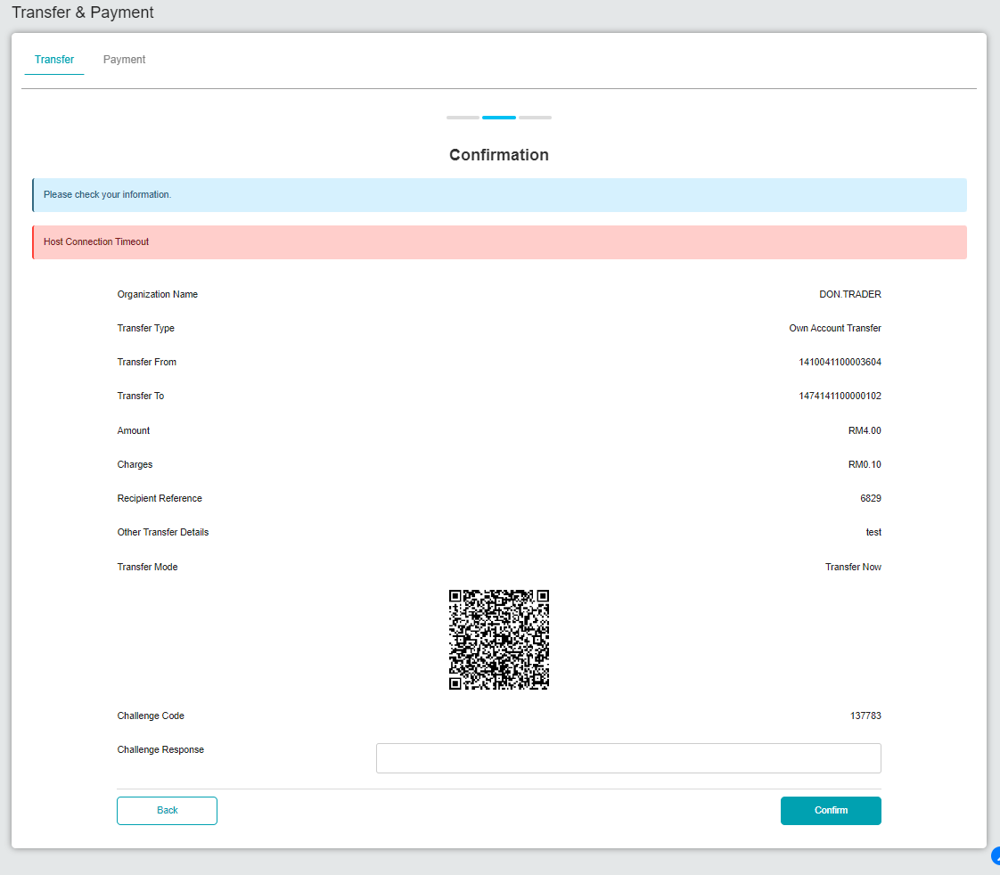 Transfer & Payment
Transfer Payment
Confirmation
Please check your information.
Host Connection Timeout
Organization Name DON.TRADER
Transfer Type Own Account Transfer
Transfer From 1410041100003604
Transfer To 1474141100000102
Amount RM4.00
Charges RM0.10
Recipient Reference 6829
Other Transfer Details test
Transfer Mode Transfer Now
Challenge Code 137783
Challenge Response
Back Confirm